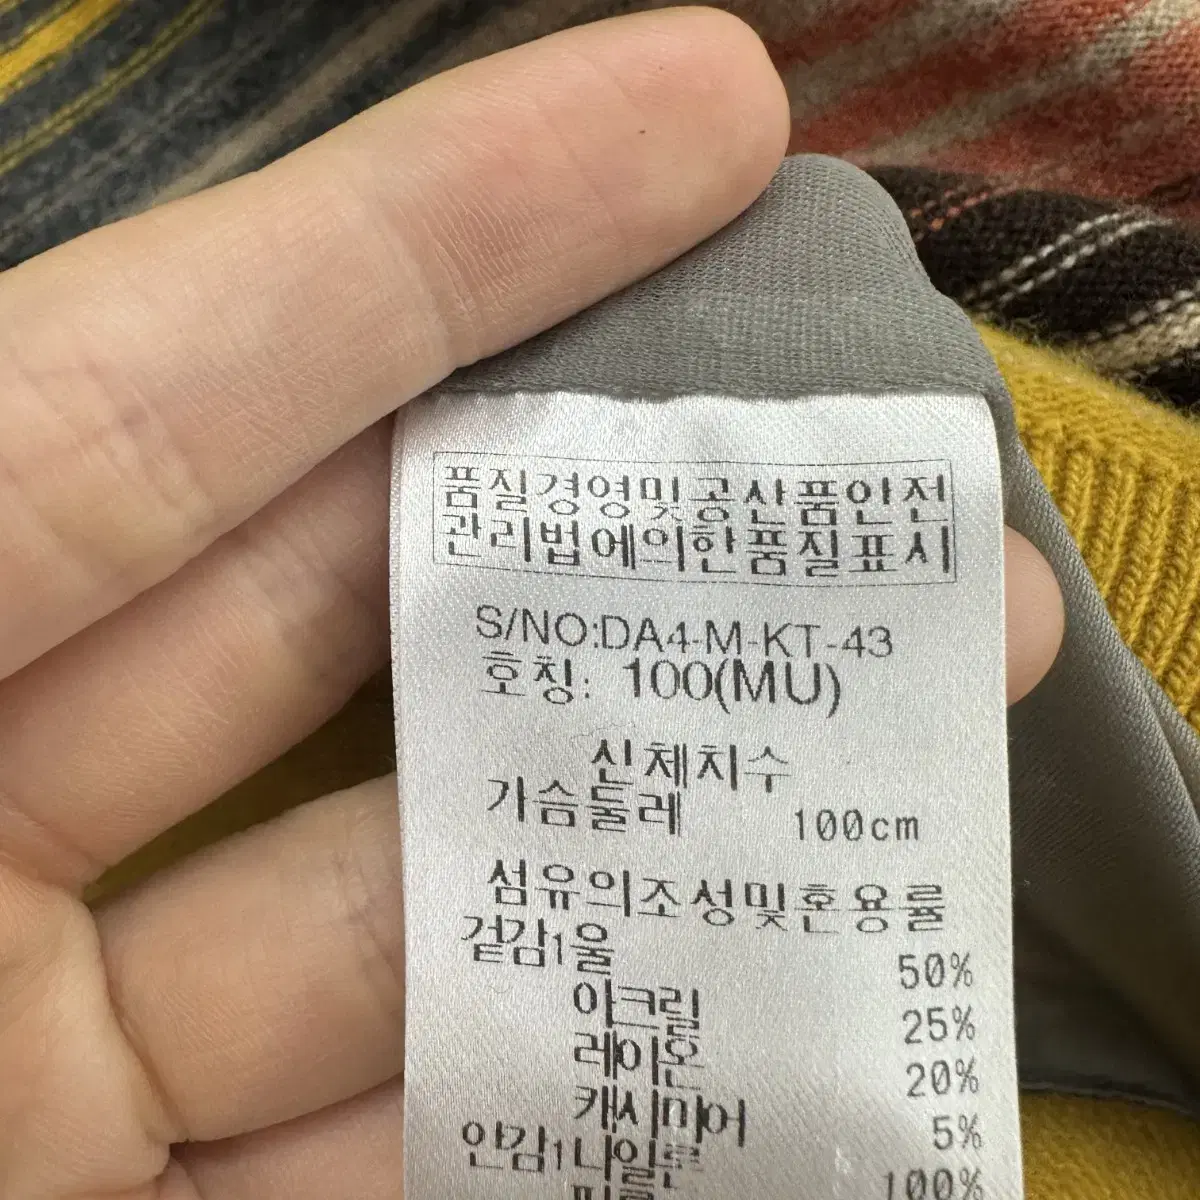 품질경영및공산품안전
관리법에의한품질표시
S/NO:DA4-M-KT-43
호칭: 100(MU)
신체치수
가슴둘레 100cm
섬유의조성및혼용률
겉감1울 50%
아크릴 25%
레이온 20%
캐시미어 5%
안감1나일론 100%